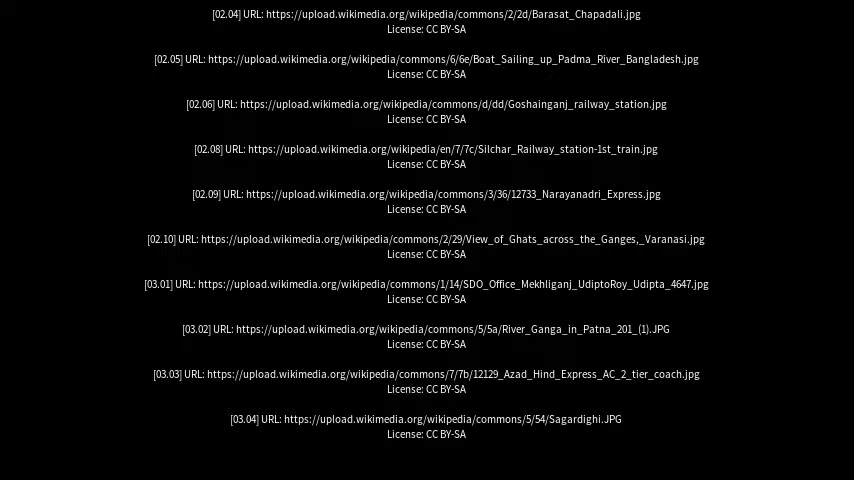 [02.04] URL: https://upload.wikimedia.org/wikipedia/commons/2/2d/Barasat_Chapadali.jpg
License: CC BY-SA
[02.05] URL: https://upload.wikimedia.org/wikipedia/commons/6/6e/Boat_Sailing_up_Padma_River_Bangladesh.jpg
License: CC BY-SA
[02.06] URL: https://upload.wikimedia.org/wikipedia/commons/d/dd/Goshainganj_railway_station.jpg
License: CC BY-SA
[02.08] URL: https://upload.wikimedia.org/wikipedia/en/7/7c/Silchar_Railway_station-1st_train.jpg
License: CC BY-SA
[02.09] URL: https://upload.wikimedia.org/wikipedia/commons/3/36/12733_Narayanadri_Express.jpg
License: CC BY-SA
[02.10] URL: https://upload.wikimedia.org/wikipedia/commons/2/29/View_of_Ghats_across_the_Ganges,_Varanasi.jpg
License: CC BY-SA
[03.01] URL: https://upload.wikimedia.org/wikipedia/commons/1/14/SDO_Office_Mekhliganj_UdiptoRoy_Udipta_4647.jpg
License: CC BY-SA
[03.02] URL: https://upload.wikimedia.org/wikipedia/commons/5/5a/River_Ganga_in_Patna_201_(1).JPG
License: CC BY-SA
[03.03] URL: https://upload.wikimedia.org/wikipedia/commons/7/7b/12129_Azad_Hind_Express_AC_2_tier_coach.jpg
License: CC BY-SA
[03.04] URL: https://upload.wikimedia.org/wikipedia/commons/5/54/Sagardighi.JPG
License: CC BY-SA